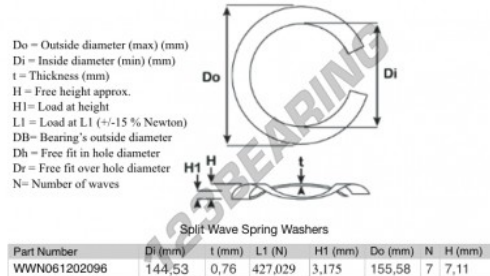 Do = Outside diameter (max) (mm)
Di = Inside diameter (min) (mm)
t = Thickness (mm)
H = Free height approx.
H1= Load at height
L1 = Load at L1 (+/-15 % Newton)
DB= Bearing's outside diameter
Dh = Free fit in hole diameter
Dr = Free fit over hole diameter
N= Number of waves
Do
Di
H1
H
t
123BEARING
Split Wave Spring Washers
Part Number Di (mm) t (mm) L1 (N) H1 (mm) Do (mm) N H (mm)
WWN061202096 144,53 0,76 427,029 3,175 155,58 7 7,11